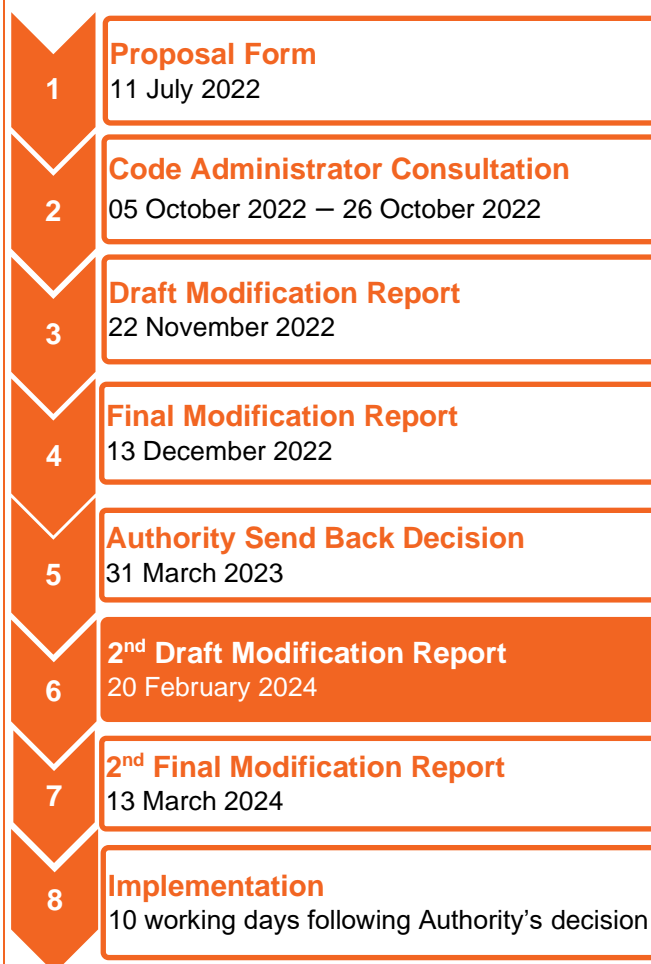 1
Proposal Form
11 July 2022
2
Code Administrator Consultation
05 October 2022 – 26 October 2022
3
Draft Modification Report
22 November 2022
4
Final Modification Report
13 December 2022
5
Authority Send Back Decision
31 March 2023
6
2nd Draft Modification Report
20 February 2024
7
2nd Final Modification Report
13 March 2024
8
Implementation
10 working days following Authority's decision